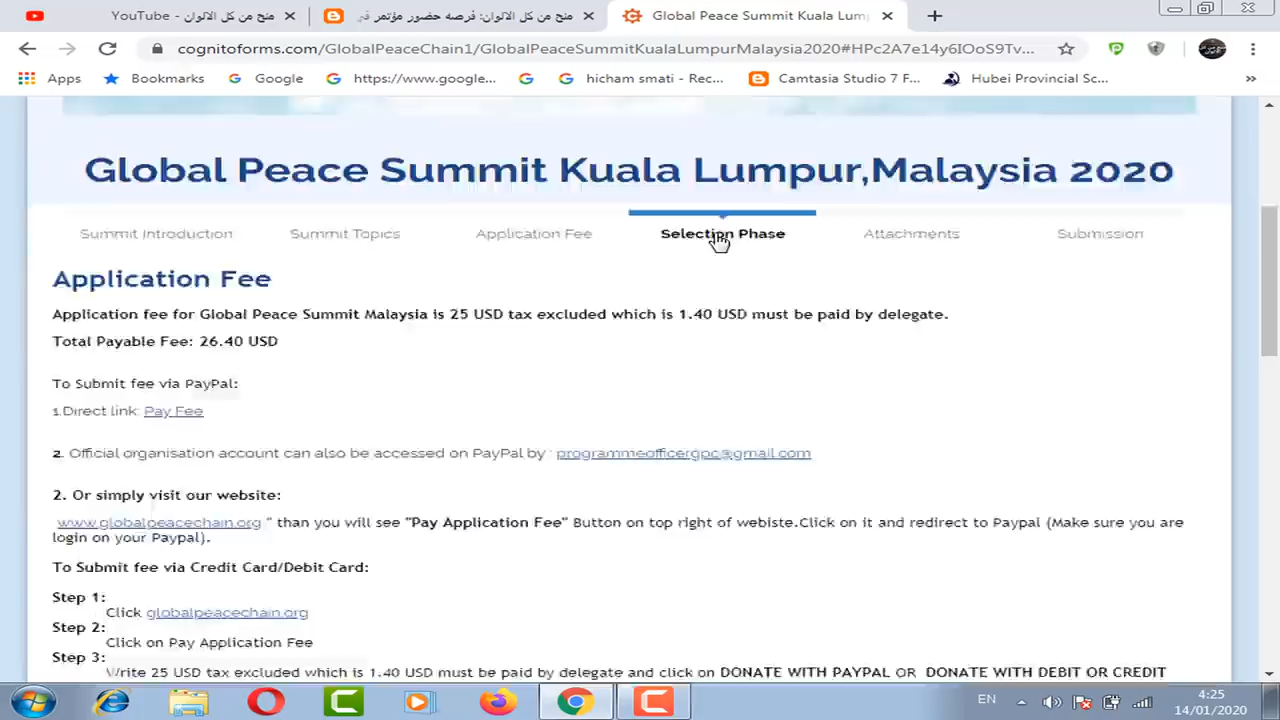 YouTube - منح من كل الالوان
منح من كل الالوان: فرصه حضور مؤتمر في
Global Peace Summit Kuala Lum
cognitoforms.com/GlobalPeaceChain1/GlobalPeaceSummitKualaLumpurMalaysia2020#HPc2A7e14y6IOoS9Tv...
Apps Bookmarks Google https://www.google... hicham smati - Rec... Camtasia Studio 7 F... Hubei Provincial Sc... »
Global Peace Summit Kuala Lumpur,Malaysia 2020
Summit Introduction Summit Topics Application Fee Selection Phase Attachments Submission
Application Fee
Application fee for Global Peace Summit Malaysia is 25 USD tax excluded which is 1.40 USD must be paid by delegate.
Total Payable Fee: 26.40 USD
To Submit fee via PayPal:
1.Direct link: Pay Fee
2. Official organisation account can also be accessed on PayPal by : programmeofficergpc@gmail.com
2. Or simply visit our website:
www.globalpeacechain.org " than you will see "Pay Application Fee" Button on top right of webiste.Click on it and redirect to Paypal (Make sure you are
login on your Paypal).
To Submit fee via Credit Card/Debit Card:
Step 1:
Click globalpeacechain.org
Step 2:
Click on Pay Application Fee
Step 3:
Write 25 USD tax excluded which is 1.40 USD must be paid by delegate and click on DONATE WITH PAYPAL OR DONATE WITH DEBIT OR CREDIT
EN
4:25
14/01/2020